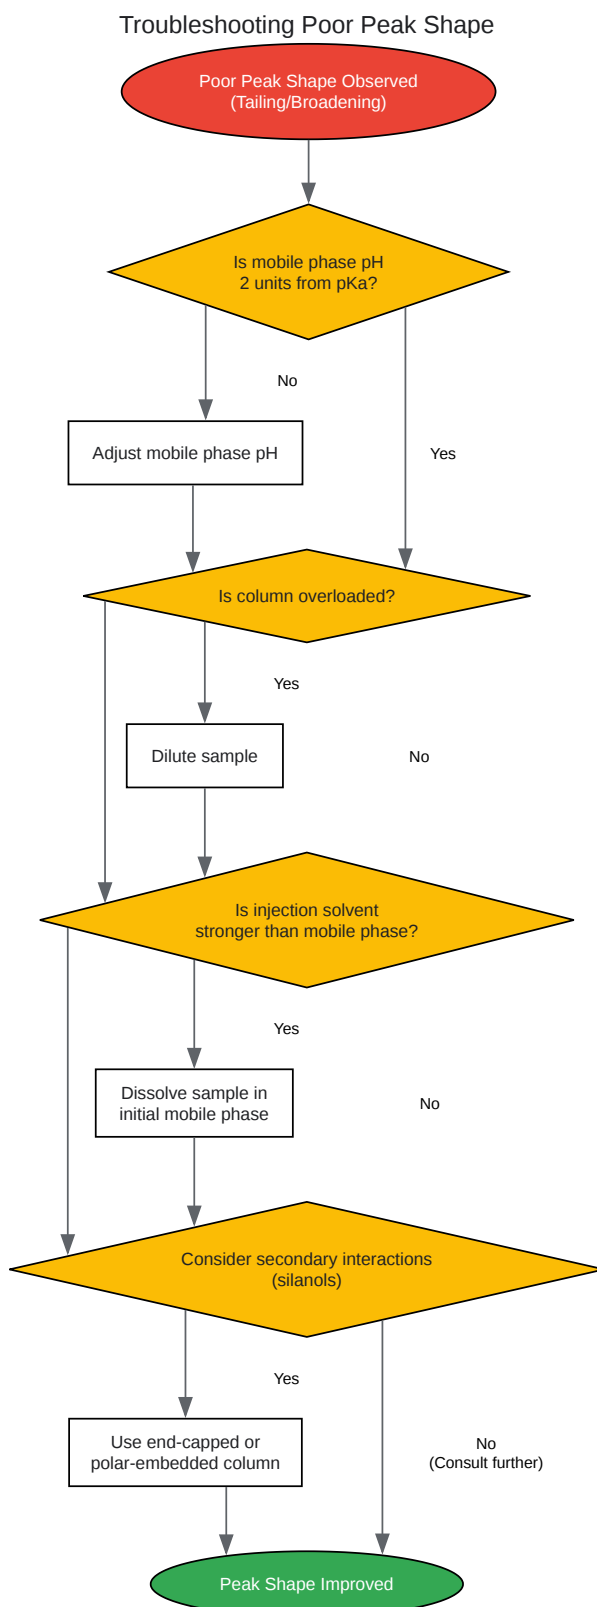 Troubleshooting Poor Peak Shape
Poor Peak Shape Observed
(Tailing/Broadening)
Is mobile phase pH
2 units from pKa?
No
Adjust mobile phase pH
Yes
Is column overloaded?
Yes
Dilute sample
No
Is injection solvent
stronger than mobile phase?
Yes
Dissolve sample in
initial mobile phase
No
Consider secondary interactions
(silanols)
Yes
Use end-capped or
polar-embedded column
No
(Consult further)
Peak Shape Improved